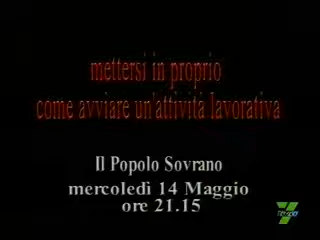 mettersi in proprio
come avviare un'attività lavorativa
Il Popolo Sovrano
mercoledì 14 Maggio
ore 21.15